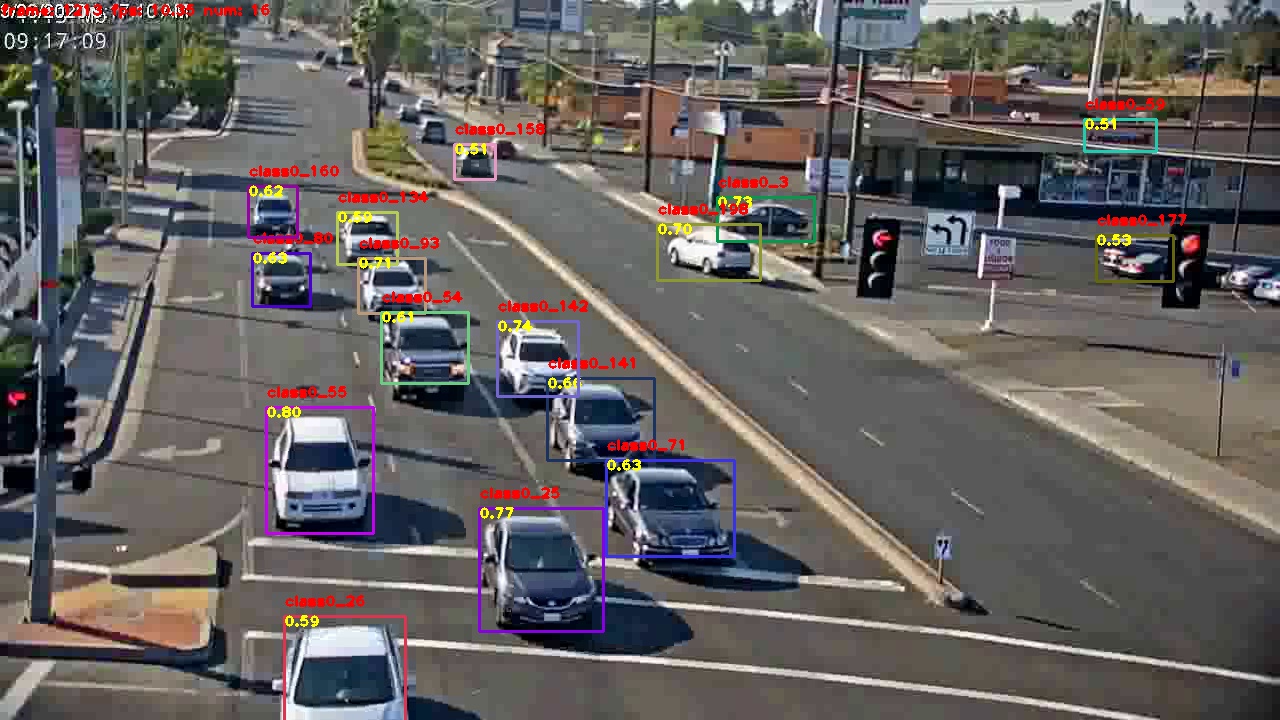 num: 16
09:17:09
class0_59
0.51
class0_158
0.51
class0_160
0.62
class0_3
0.73
class0_134
0.59
class0_198
0.70
class0_177
0.53
class0_80
0.63
class0_93
0.71
class0_54
0.61
class0_142
0.74
class0_141
class0_55
0.80
class0_71
0.63
class0_25
0.77
class0_26
0.59